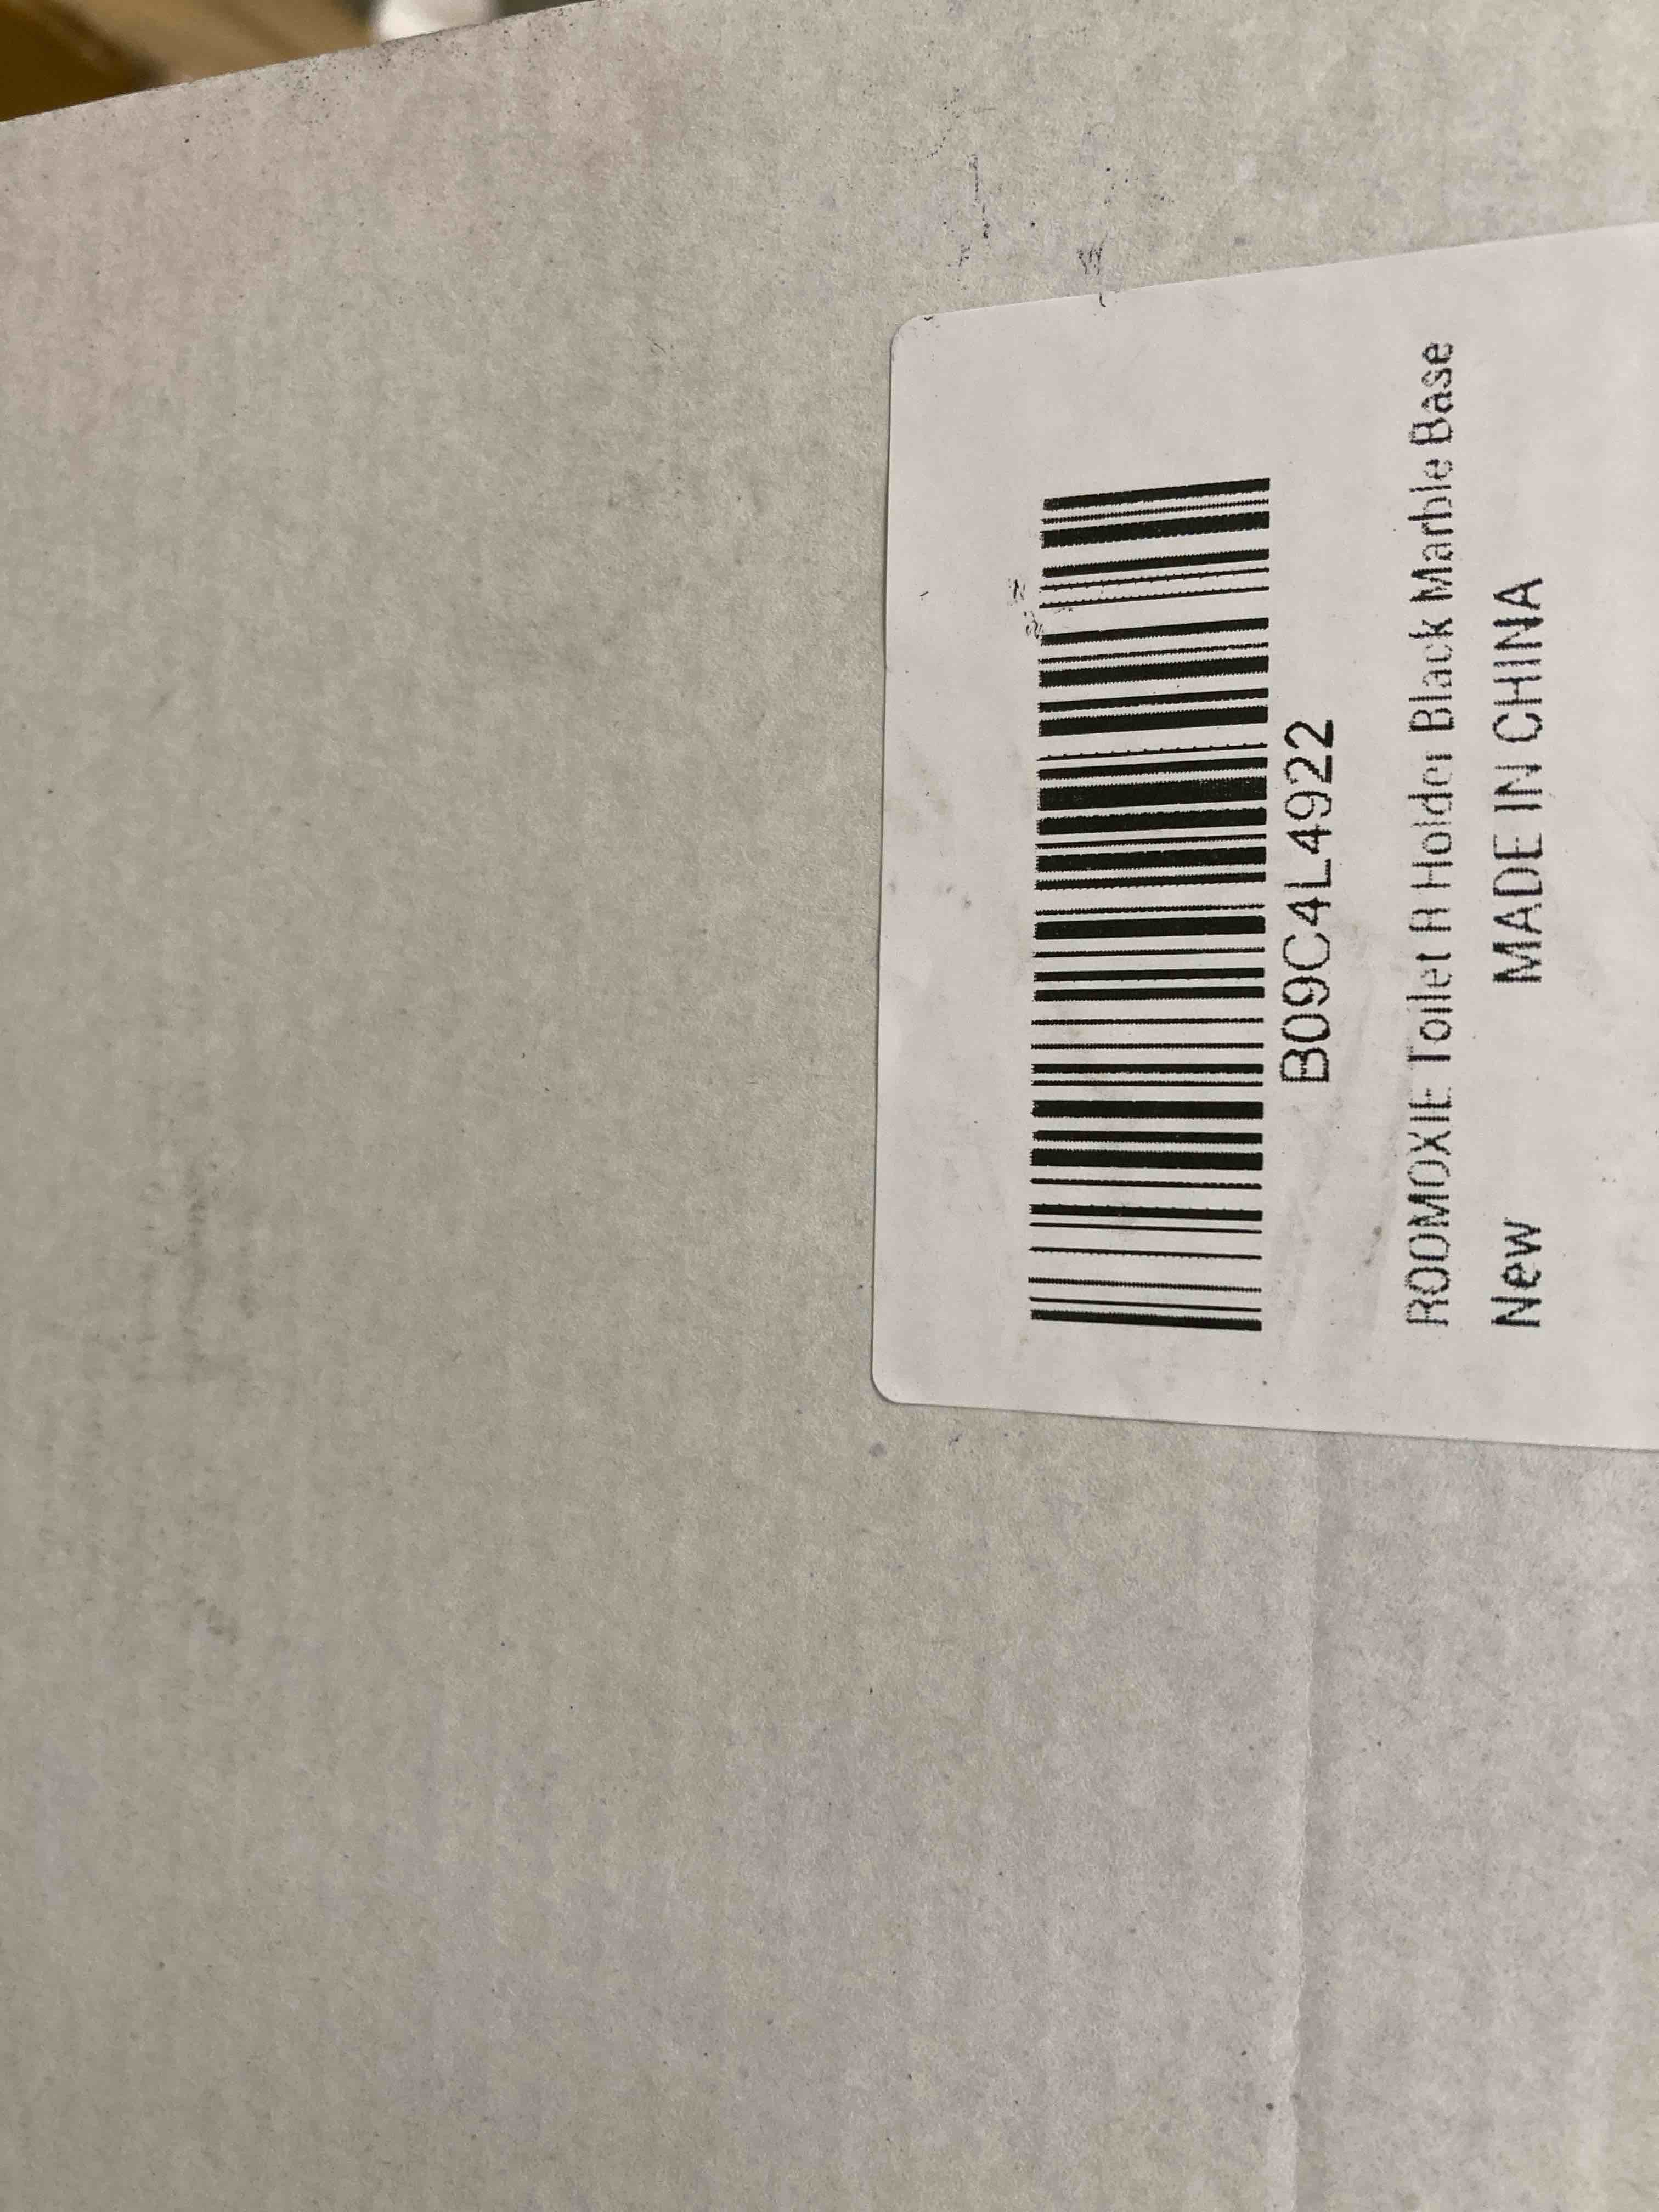 B09C4L4922
ROOMOXIE Toilet R Holder Black Marble Base
New MADE IN CHINA